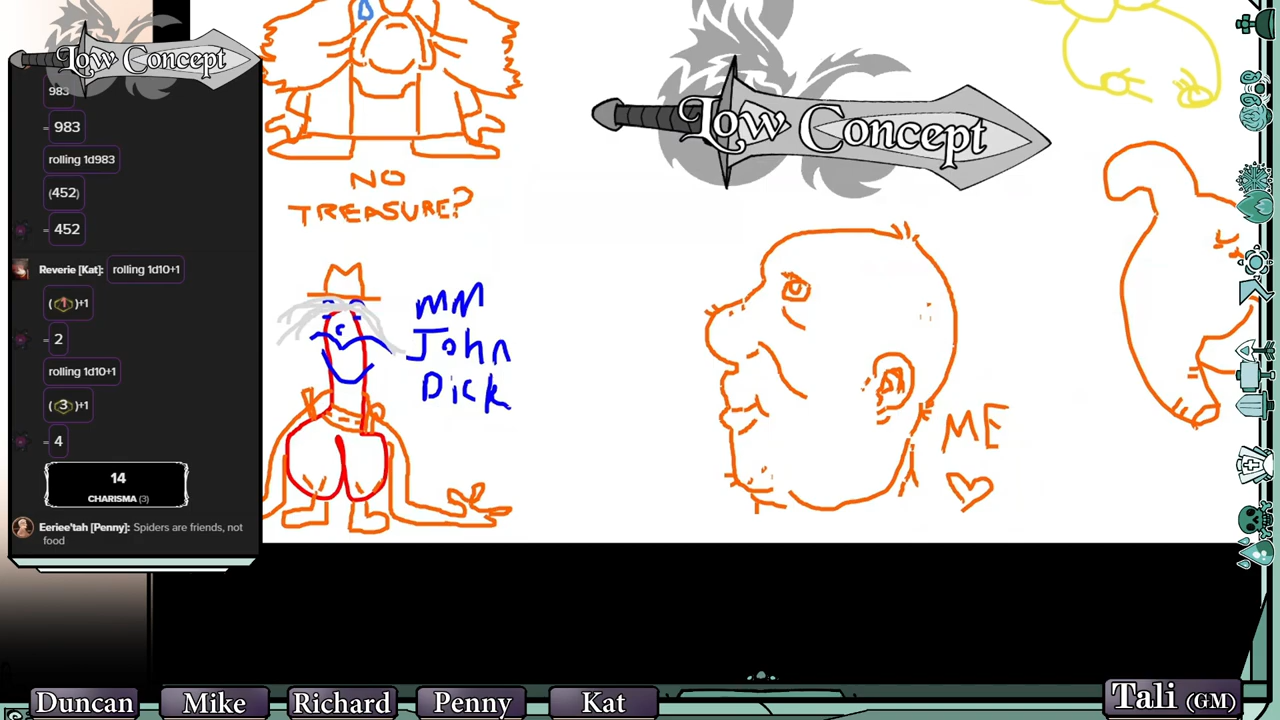 Low Concept
983
= 983
rolling 1d983
(452)
= 452
Reverie [Kat]: rolling 1d10+1
(1)+1
= 2
rolling 1d10+1
(3)+1
= 4
14
CHARISMA (3)
Eeriee'tah [Penny]: Spiders are friends, not
food
NO
TREASURE?
MM
John
Dick
Low Concept
ME
Duncan
Mike
Richard
Penny
Kat
Tali (GM)